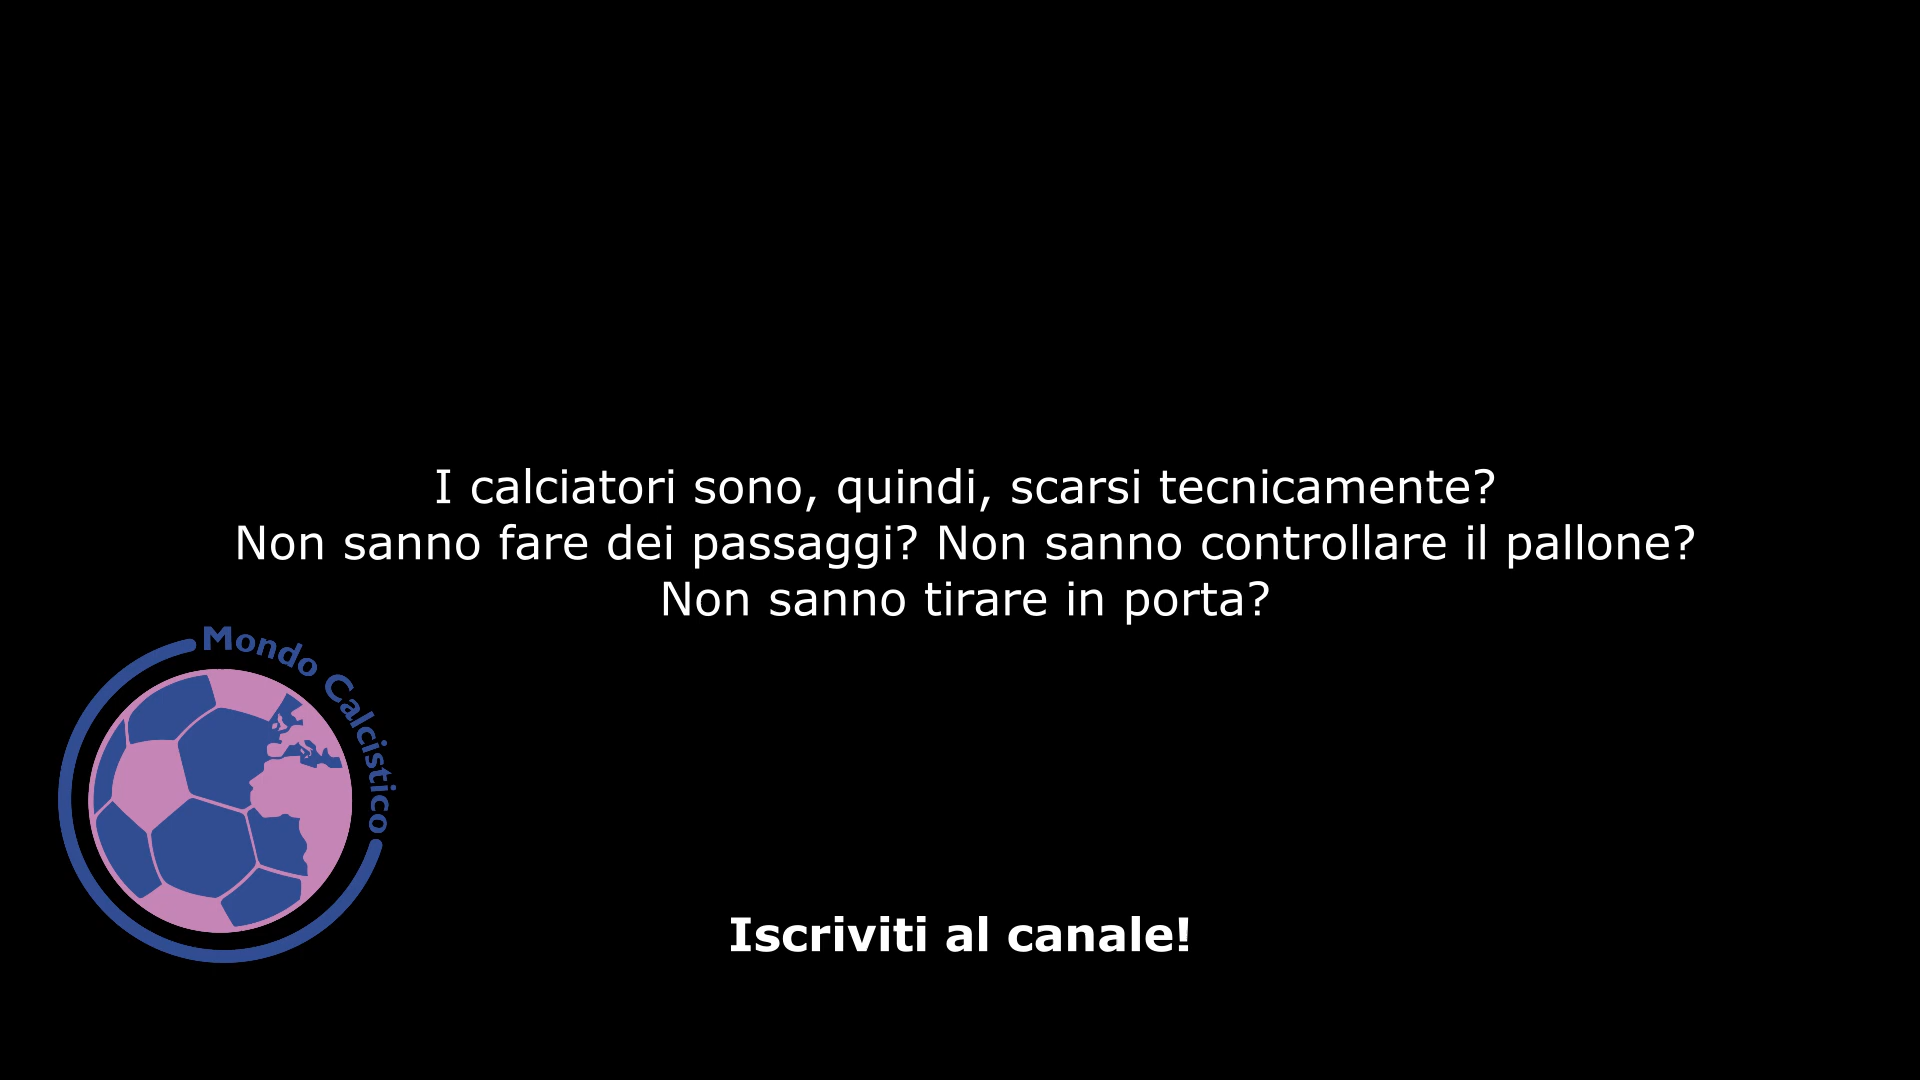 I calciatori sono, quindi, scarsi tecnicamente?
Non sanno fare dei passaggi? Non sanno controllare il pallone?
Non sanno tirare in porta?
Mondo Calcistico
Iscriviti al canale!